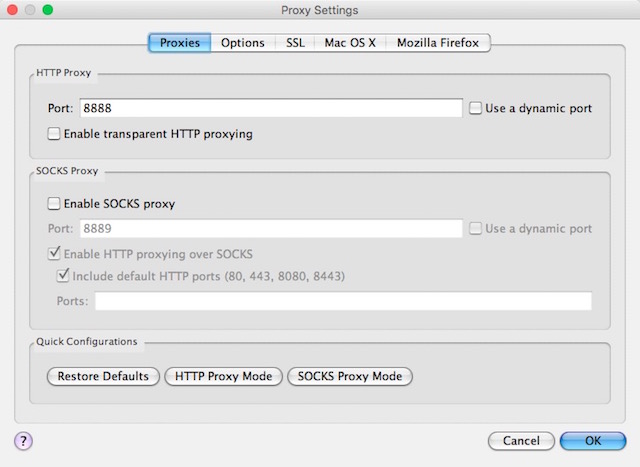 Proxy Settings
Proxies Options SSL Mac OS X Mozilla Firefox
HTTP Proxy
Port: 8888 Use a dynamic port
Enable transparent HTTP proxying
SOCKS Proxy
Enable SOCKS proxy
Port: 8889 Use a dynamic port
Enable HTTP proxying over SOCKS
Include default HTTP ports (80, 443, 8080, 8443)
Ports:
Quick Configurations
Restore Defaults HTTP Proxy Mode SOCKS Proxy Mode
? Cancel OK